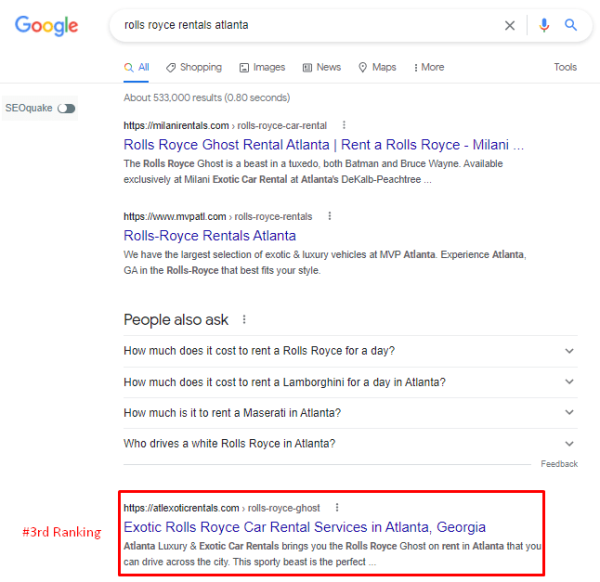 Google
rolls royce rentals atlanta
All
Shopping
Images
News
Maps
More
Tools
About 533,000 results (0.80 seconds)
SEOquake
https://milanirentals.com › rolls-royce-car-rental
Rolls Royce Ghost Rental Atlanta | Rent a Rolls Royce - Milani ...
The Rolls Royce Ghost is a beast in a tuxedo, both Batman and Bruce Wayne. Available
exclusively at Milani Exotic Car Rental at Atlanta's DeKalb-Peachtree ...
https://www.mvpatl.com › rolls-royce-rentals
Rolls-Royce Rentals Atlanta
We have the largest selection of exotic & luxury vehicles at MVP Atlanta. Experience Atlanta,
GA in the Rolls-Royce that best fits your style.
People also ask
How much does it cost to rent a Rolls Royce for a day?
How much does it cost to rent a Lamborghini for a day in Atlanta?
How much is it to rent a Maserati in Atlanta?
Who drives a white Rolls Royce in Atlanta?
Feedback
https://atlexoticrentals.com › rolls-royce-ghost
#3rd Ranking
Exotic Rolls Royce Car Rental Services in Atlanta, Georgia
Atlanta Luxury & Exotic Car Rentals brings you the Rolls Royce Ghost on rent in Atlanta that you
can drive across the city. This sporty beast is the perfect ...